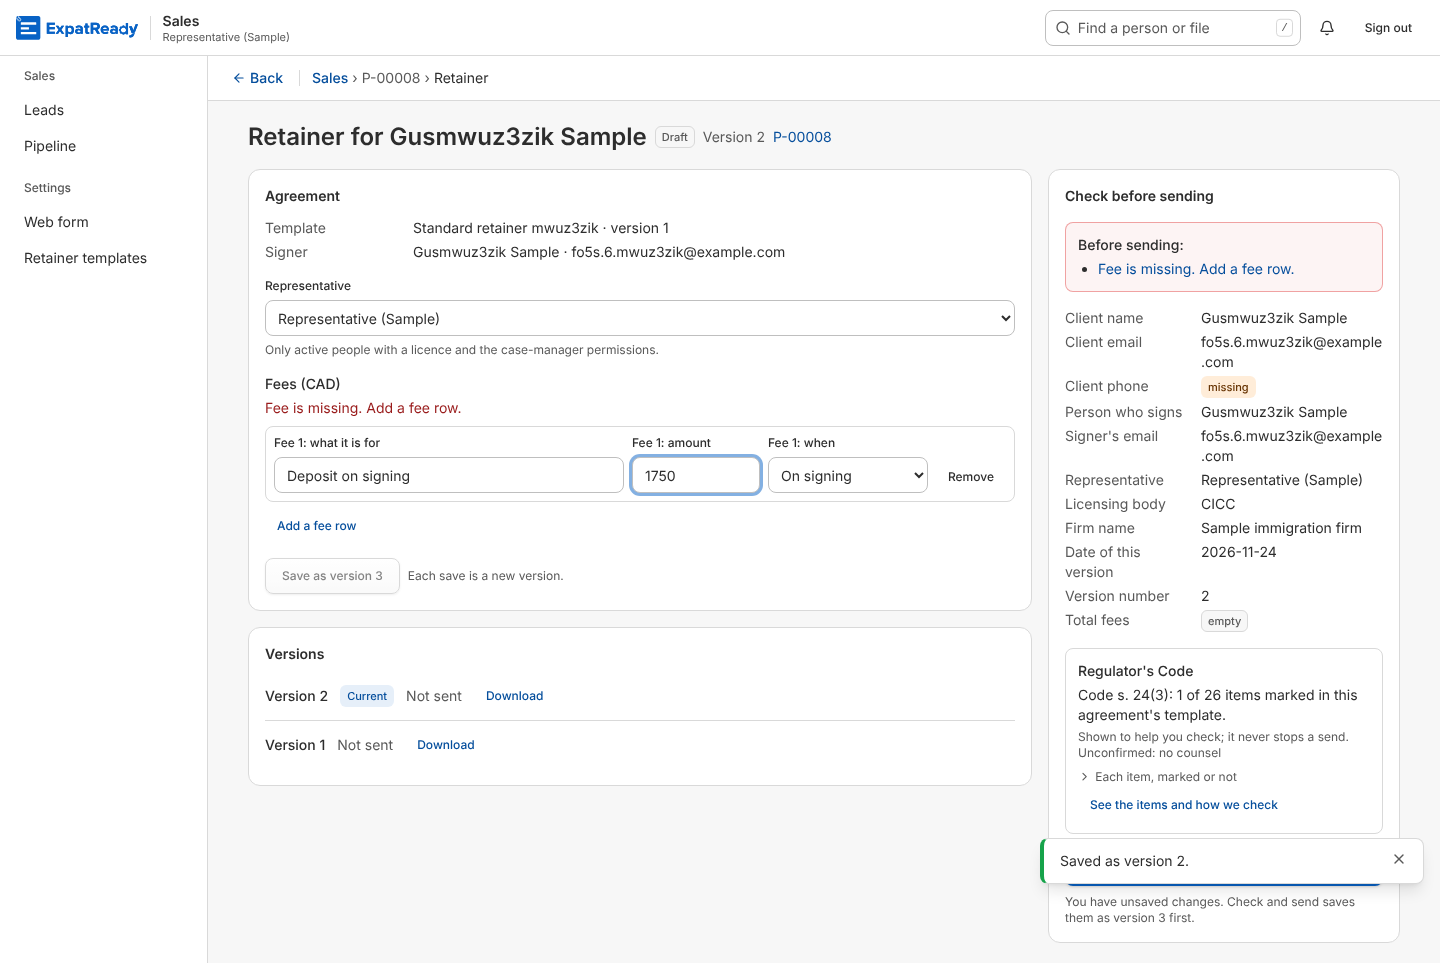 ExpatReady
Sales
Representative (Sample)
Find a person or file
/
Sign out
Sales
Leads
Pipeline
Settings
Web form
Retainer templates
← Back
Sales › P-00008 › Retainer
Retainer for Gusmwuz3zik Sample Draft Version 2 P-00008
Agreement
Template Standard retainer mwuz3zik · version 1
Signer Gusmwuz3zik Sample · fo5s.6.mwuz3zik@example.com
Representative
Representative (Sample)
Only active people with a licence and the case-manager permissions.
Fees (CAD)
Fee is missing. Add a fee row.
Fee 1: what it is for Fee 1: amount Fee 1: when
Deposit on signing 1750 On signing Remove
Add a fee row
Save as version 3 Each save is a new version.
Versions
Version 2 Current Not sent Download
Version 1 Not sent Download
Check before sending
Before sending:
• Fee is missing. Add a fee row.
Client name Gusmwuz3zik Sample
Client email fo5s.6.mwuz3zik@example
.com
Client phone missing
Person who signs Gusmwuz3zik Sample
Signer's email fo5s.6.mwuz3zik@example
.com
Representative Representative (Sample)
Licensing body CICC
Firm name Sample immigration firm
Date of this 2026-11-24
version
Version number 2
Total fees empty
Regulator's Code
Code s. 24(3): 1 of 26 items marked in this
agreement's template.
Shown to help you check; it never stops a send.
Unconfirmed: no counsel
Each item, marked or not
See the items and how we check
Saved as version 2.
You have unsaved changes. Check and send saves
them as version 3 first.